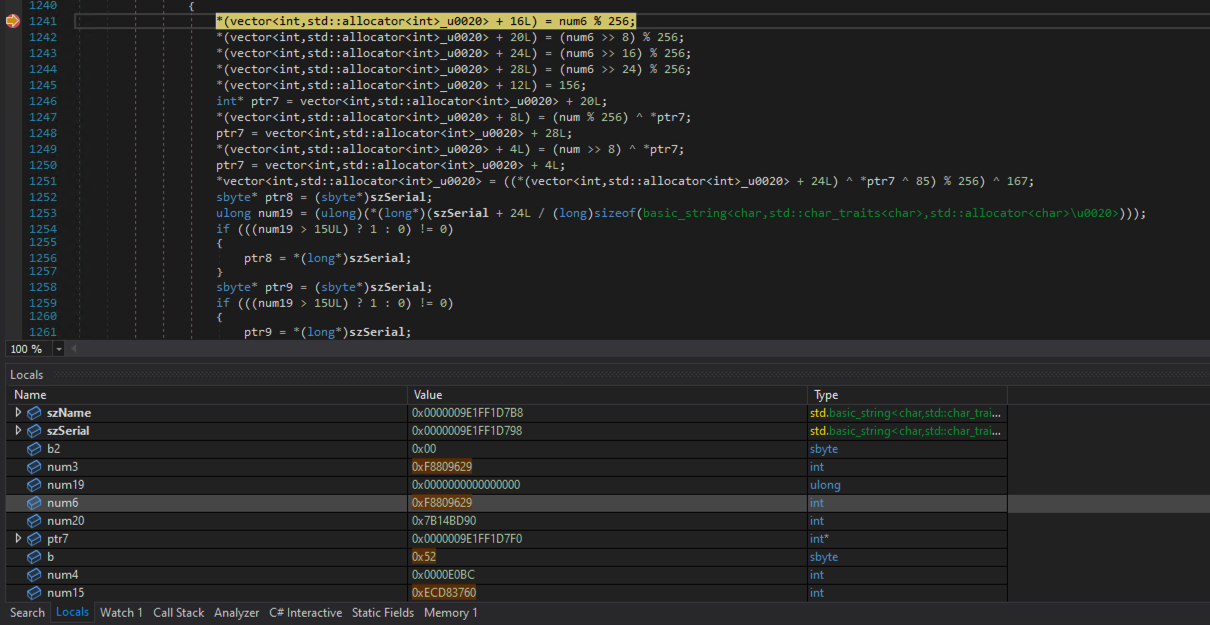 1240 {
1241 *(vector<int,std::allocator<int>_u0020> + 16L) = num6 % 256;
1242 *(vector<int,std::allocator<int>_u0020> + 20L) = (num6 >> 8) % 256;
1243 *(vector<int,std::allocator<int>_u0020> + 24L) = (num6 >> 16) % 256;
1244 *(vector<int,std::allocator<int>_u0020> + 28L) = (num6 >> 24) % 256;
1245 *(vector<int,std::allocator<int>_u0020> + 12L) = 156;
1246 int* ptr7 = vector<int,std::allocator<int>_u0020> + 20L;
1247 *(vector<int,std::allocator<int>_u0020> + 8L) = (num % 256) ^ *ptr7;
1248 ptr7 = vector<int,std::allocator<int>_u0020> + 28L;
1249 *(vector<int,std::allocator<int>_u0020> + 4L) = (num >> 8) ^ *ptr7;
1250 ptr7 = vector<int,std::allocator<int>_u0020> + 4L;
1251 *vector<int,std::allocator<int>_u0020> = ((*(vector<int,std::allocator<int>_u0020> + 24L) ^ *ptr7 ^ 85) % 256) ^ 167;
1252 sbyte* ptr8 = (sbyte*)szSerial;
1253 ulong num19 = (ulong)(*(long*)(szSerial + 24L / (long)sizeof(basic_string<char,std::char_traits<char>,std::allocator<char>\u0020>)));
1254 if (((num19 > 15UL) ? 1 : 0) != 0)
1255 {
1256 ptr8 = *(long*)szSerial;
1257 }
1258 sbyte* ptr9 = (sbyte*)szSerial;
1259 if (((num19 > 15UL) ? 1 : 0) != 0)
1260 {
1261 ptr9 = *(long*)szSerial;
100 %
Locals
Name Value Type
szName 0x0000009E1FF1D7B8 std.basic_string<char,std::char_trai...
szSerial 0x0000009E1FF1D798 std.basic_string<char,std::char_trai...
b2 0x00 sbyte
num3 0xF8809629 int
num19 0x0000000000000000 ulong
num6 0xF8809629 int
num20 0x7B14BD90 int
ptr7 0x0000009E1FF1D7F0 int*
b 0x52 sbyte
num4 0x0000E0BC int
num15 0xECD83760 int
Search Locals Watch 1 Call Stack Analyzer C# Interactive Static Fields Memory 1